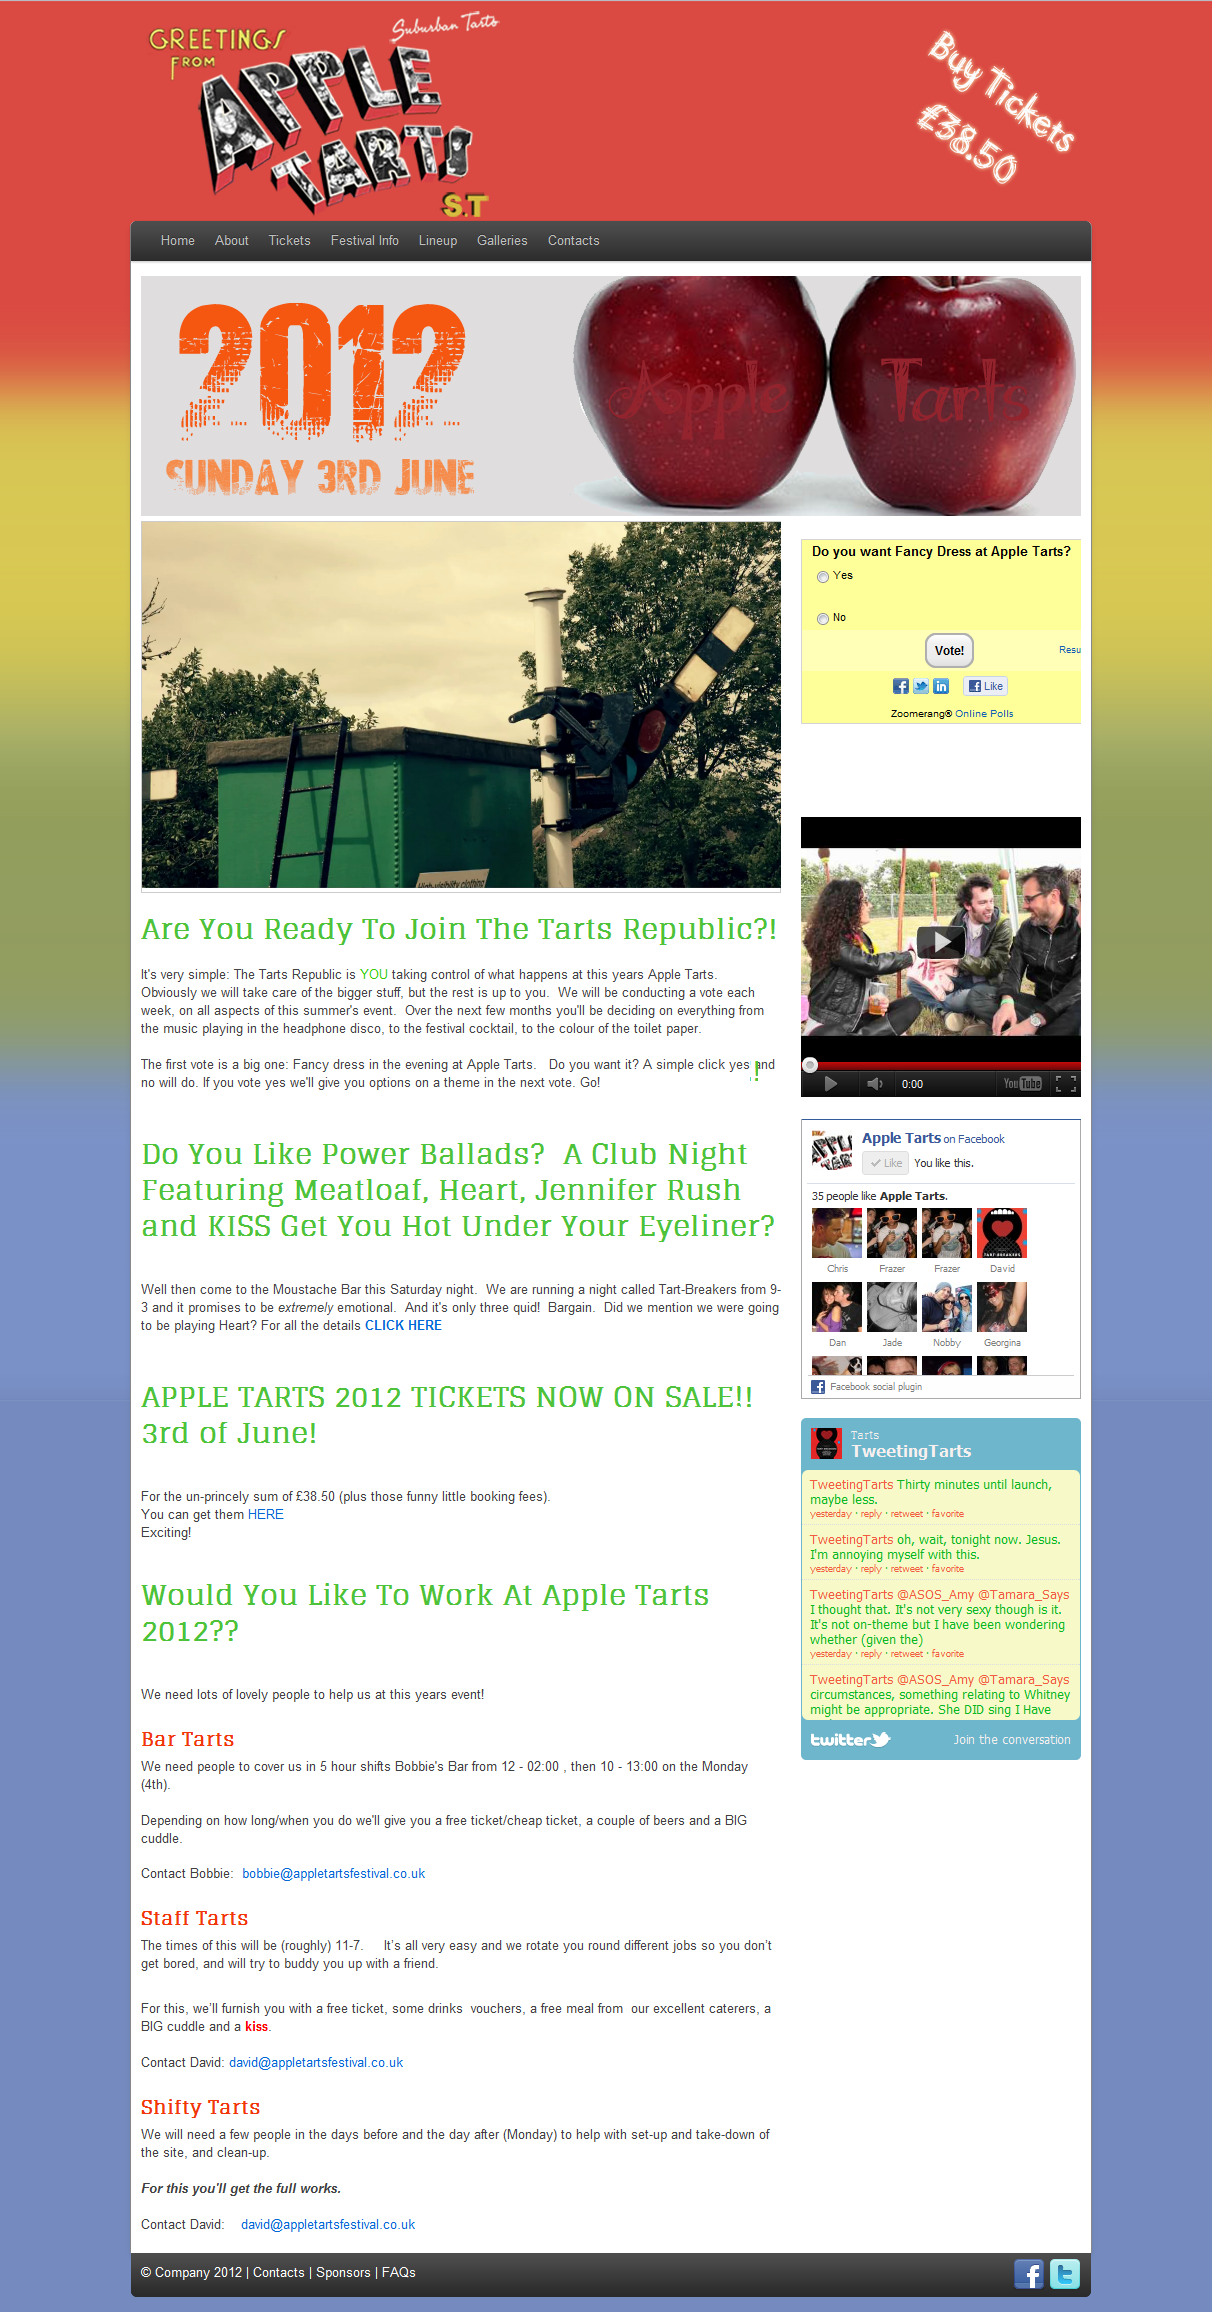 GREETINGS
FROM
Suburban Tarts
APPLE
TARTS
S.T
Buy Tickets
£38.50
Home About Tickets Festival Info Lineup Galleries Contacts
2012
SUNDAY 3RD JUNE
Apple Tarts
High-visibility clothing
Are You Ready To Join The Tarts Republic?!
It's very simple: The Tarts Republic is YOU taking control of what happens at this years Apple Tarts.
Obviously we will take care of the bigger stuff, but the rest is up to you. We will be conducting a vote each
week, on all aspects of this summer's event. Over the next few months you'll be deciding on everything from
the music playing in the headphone disco, to the festival cocktail, to the colour of the toilet paper.
The first vote is a big one: Fancy dress in the evening at Apple Tarts. Do you want it? A simple click yes and
no will do. If you vote yes we'll give you options on a theme in the next vote. Go!
!
Do You Like Power Ballads? A Club Night
Featuring Meatloaf, Heart, Jennifer Rush
and KISS Get You Hot Under Your Eyeliner?
Well then come to the Moustache Bar this Saturday night. We are running a night called Tart-Breakers from 9-
3 and it promises to be extremely emotional. And it's only three quid! Bargain. Did we mention we were going
to be playing Heart? For all the details CLICK HERE
APPLE TARTS 2012 TICKETS NOW ON SALE!!
3rd of June!
For the un-princely sum of £38.50 (plus those funny little booking fees).
You can get them HERE
Exciting!
Would You Like To Work At Apple Tarts
2012??
We need lots of lovely people to help us at this years event!
Bar Tarts
We need people to cover us in 5 hour shifts Bobbie's Bar from 12 - 02:00 , then 10 - 13:00 on the Monday
(4th).
Depending on how long/when you do we'll give you a free ticket/cheap ticket, a couple of beers and a BIG
cuddle.
Contact Bobbie: bobbie@appletartsfestival.co.uk
Staff Tarts
The times of this will be (roughly) 11-7. It's all very easy and we rotate you round different jobs so you don't
get bored, and will try to buddy you up with a friend.
For this, we'll furnish you with a free ticket, some drinks vouchers, a free meal from our excellent caterers, a
BIG cuddle and a kiss.
Contact David: david@appletartsfestival.co.uk
Shifty Tarts
We will need a few people in the days before and the day after (Monday) to help with set-up and take-down of
the site, and clean-up.
For this you'll get the full works.
Contact David: david@appletartsfestival.co.uk
Do you want Fancy Dress at Apple Tarts?
Yes
No
Vote!
Resu
Like
Zoomerang® Online Polls
0:00
YouTube
Apple Tarts on Facebook
Like You like this.
35 people like Apple Tarts.
Chris Frazer Frazer David
Dan Jade Nobby Georgina
Facebook social plugin
Tarts
TweetingTarts
TweetingTarts Thirty minutes until launch,
maybe less.
yesterday · reply · retweet · favorite
TweetingTarts oh, wait, tonight now. Jesus.
I'm annoying myself with this.
yesterday · reply · retweet · favorite
TweetingTarts @ASOS_Amy @Tamara_Says
I thought that. It's not very sexy though is it.
It's not on-theme but I have been wondering
whether (given the)
yesterday · reply · retweet · favorite
TweetingTarts @ASOS_Amy @Tamara_Says
circumstances, something relating to Whitney
might be appropriate. She DID sing I Have
twitter Join the conversation
© Company 2012 | Contacts | Sponsors | FAQs